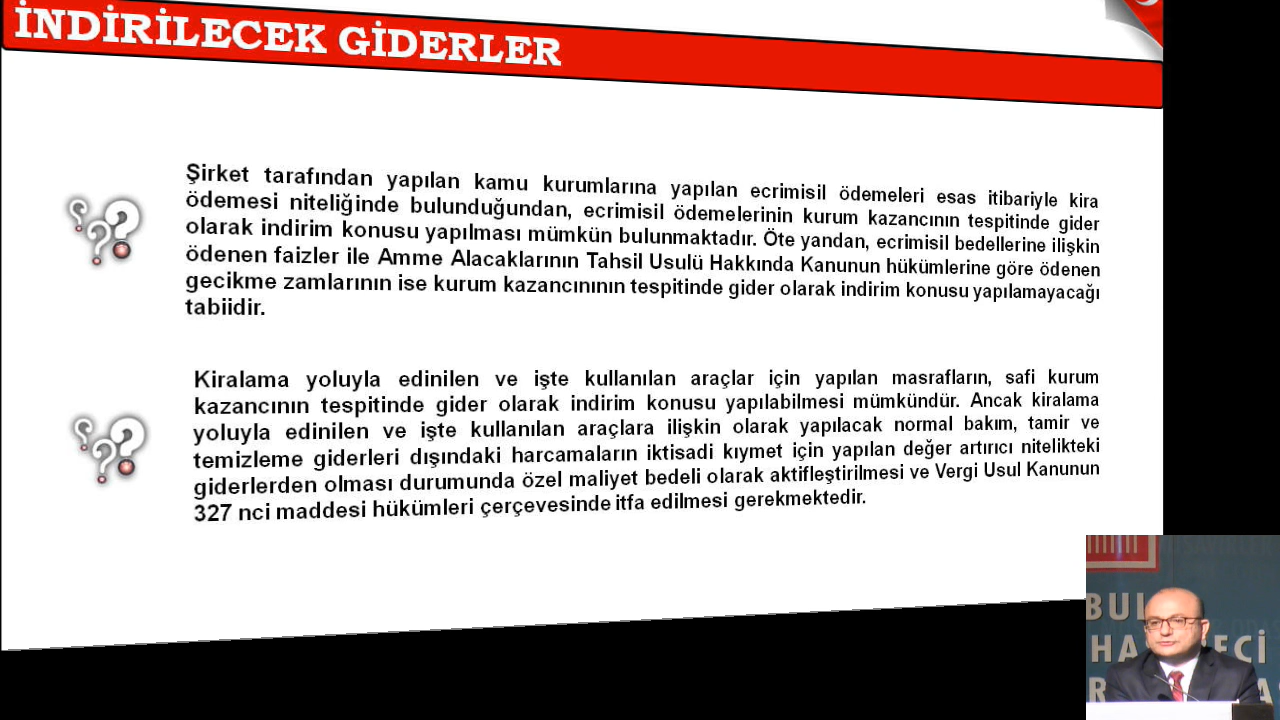 İNDİRİLECEK GİDERLER
Şirket tarafından yapılan kamu kurumlarına yapılan ecrimisil ödemeleri esas itibariyle kira
ödemesi niteliğinde bulunduğundan, ecrimisil ödemelerinin kurum kazancının tespitinde gider
olarak indirim konusu yapılması mümkün bulunmaktadır. Öte yandan, ecrimisil bedellerine ilişkin
ödenen faizler ile Amme Alacaklarının Tahsil Usulü Hakkında Kanunun hükümlerine göre ödenen
gecikme zamlarının ise kurum kazancınının tespitinde gider olarak indirim konusu yapılamayacağı
tabiidir.
Kiralama yoluyla edinilen ve işte kullanılan araçlar için yapılan masrafların, safi kurum
kazancının tespitinde gider olarak indirim konusu yapılabilmesi mümkündür. Ancak kiralama
yoluyla edinilen ve işte kullanılan araçlara ilişkin olarak yapılacak normal bakım, tamir ve
temizleme giderleri dışındaki harcamaların iktisadi kıymet için yapılan değer artırıcı nitelikteki
giderlerden olması durumunda özel maliyet bedeli olarak aktifleştirilmesi ve Vergi Usul Kanunun
327 nci maddesi hükümleri çerçevesinde itfa edilmesi gerekmektedir.
BUL